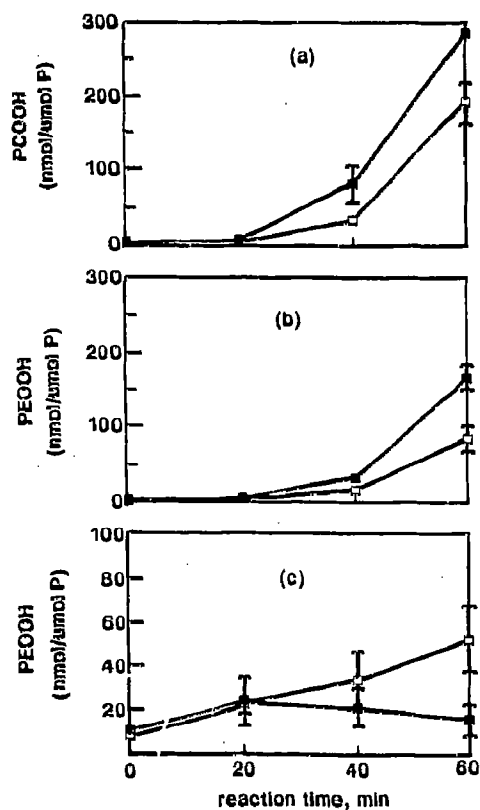 300
200
100
0
PCOOH
(nmol/umol P)
(a)
300
200
100
0
PEOOH
(nmol/umol P)
(b)
100
80
60
40
20
PEOOH
(nmol/umol P)
(c)
0 20 40 60
reaction time, min